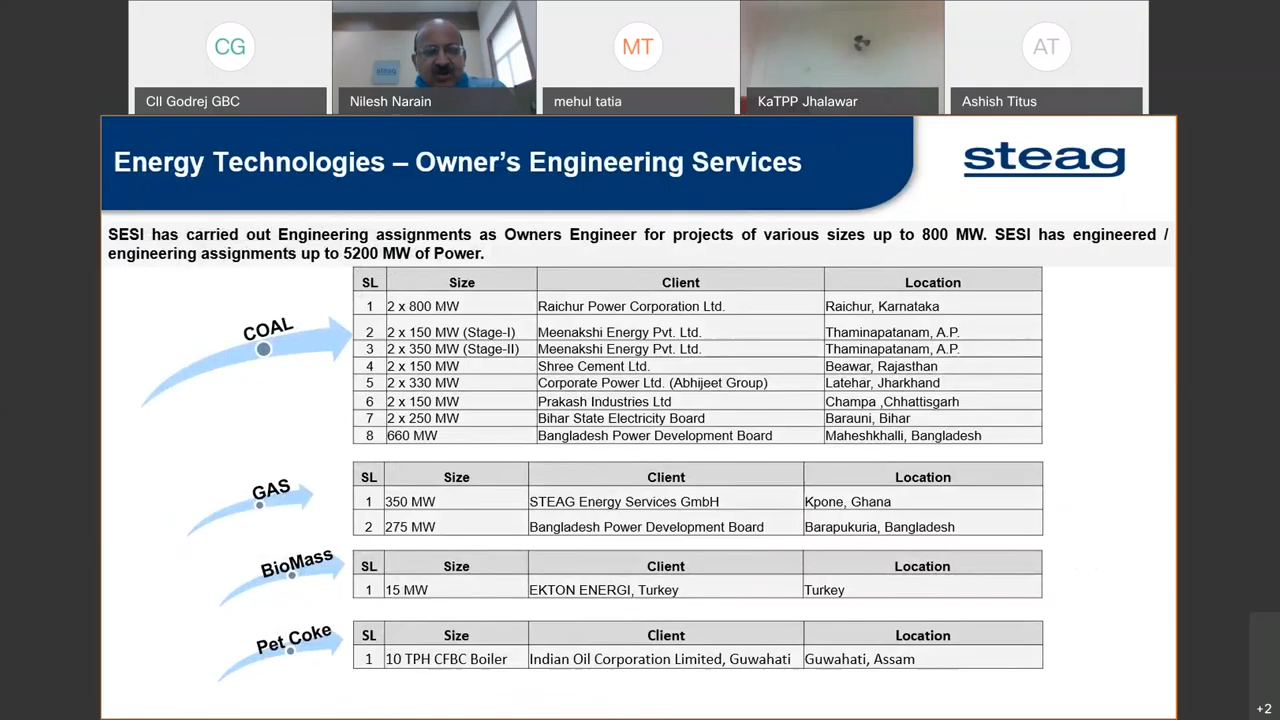 CG
MT
AT
steag
CII Godrej GBC
Nilesh Narain
mehul tatia
KaTPP Jhalawar
Ashish Titus
Energy Technologies – Owner's Engineering Services
steag
SESI has carried out Engineering assignments as Owners Engineer for projects of various sizes up to 800 MW. SESI has engineered /
engineering assignments up to 5200 MW of Power.
COAL
SL Size Client Location
1 2 x 800 MW Raichur Power Corporation Ltd. Raichur, Karnataka
2 2 x 150 MW (Stage-I) Meenakshi Energy Pvt. Ltd. Thaminapatanam, A.P.
3 2 x 350 MW (Stage-II) Meenakshi Energy Pvt. Ltd. Thaminapatanam, A.P.
4 2 x 150 MW Shree Cement Ltd. Beawar, Rajasthan
5 2 x 330 MW Corporate Power Ltd. (Abhijeet Group) Latehar, Jharkhand
6 2 x 150 MW Prakash Industries Ltd Champa ,Chhattisgarh
7 2 x 250 MW Bihar State Electricity Board Barauni, Bihar
8 660 MW Bangladesh Power Development Board Maheshkhalli, Bangladesh
GAS
SL Size Client Location
1 350 MW STEAG Energy Services GmbH Kpone, Ghana
2 275 MW Bangladesh Power Development Board Barapukuria, Bangladesh
BioMass
SL Size Client Location
1 15 MW EKTON ENERGI, Turkey Turkey
Pet Coke
SL Size Client Location
1 10 TPH CFBC Boiler Indian Oil Corporation Limited, Guwahati Guwahati, Assam
+2